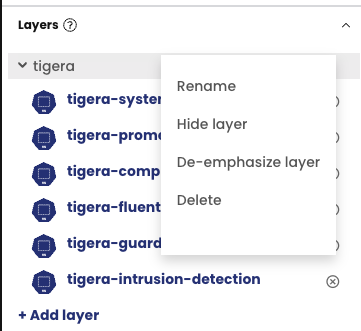 Layers ?
tigera
tigera-syster
Rename
tigera-prom
Hide layer
tigera-comp
De-emphasize layer
tigera-fluent
Delete
tigera-guard
tigera-intrusion-detection
+ Add layer